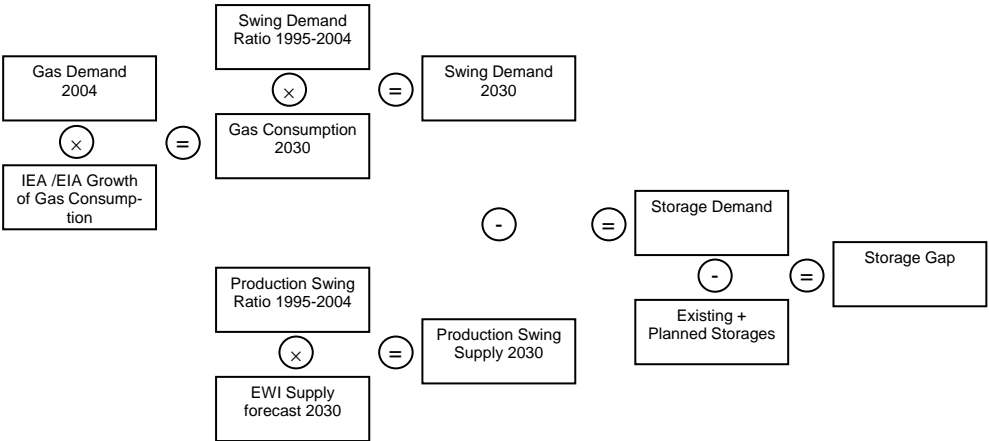 Swing Demand
Ratio 1995-2004
Gas Demand
2004
×
=
Swing Demand
2030
×
=
Gas Consumption
2030
IEA /EIA Growth
of Gas Consump-
tion
-
=
Storage Demand
Storage Gap
Production Swing
Ratio 1995-2004
-
=
Existing +
Planned Storages
Production Swing
Supply 2030
×
=
EWI Supply
forecast 2030